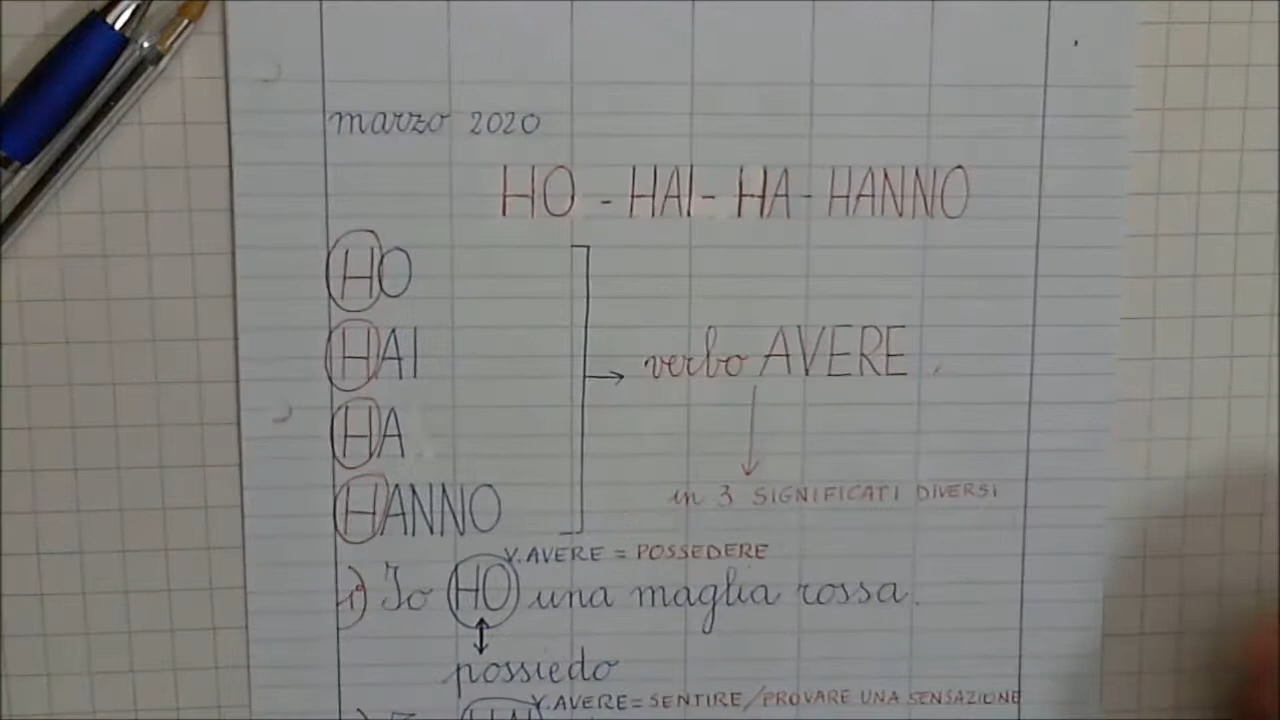 marzo 2020
HO - HAI - HA - HANNO
HO
HAI
HA
HANNO
verbo AVERE.
in 3 SIGNIFICATI DIVERSI
V.AVERE = POSSEDERE
1) Io HO una maglia rossa.
possiedo
V.AVERE = SENTIRE/PROVARE UNA SENSAZIONE